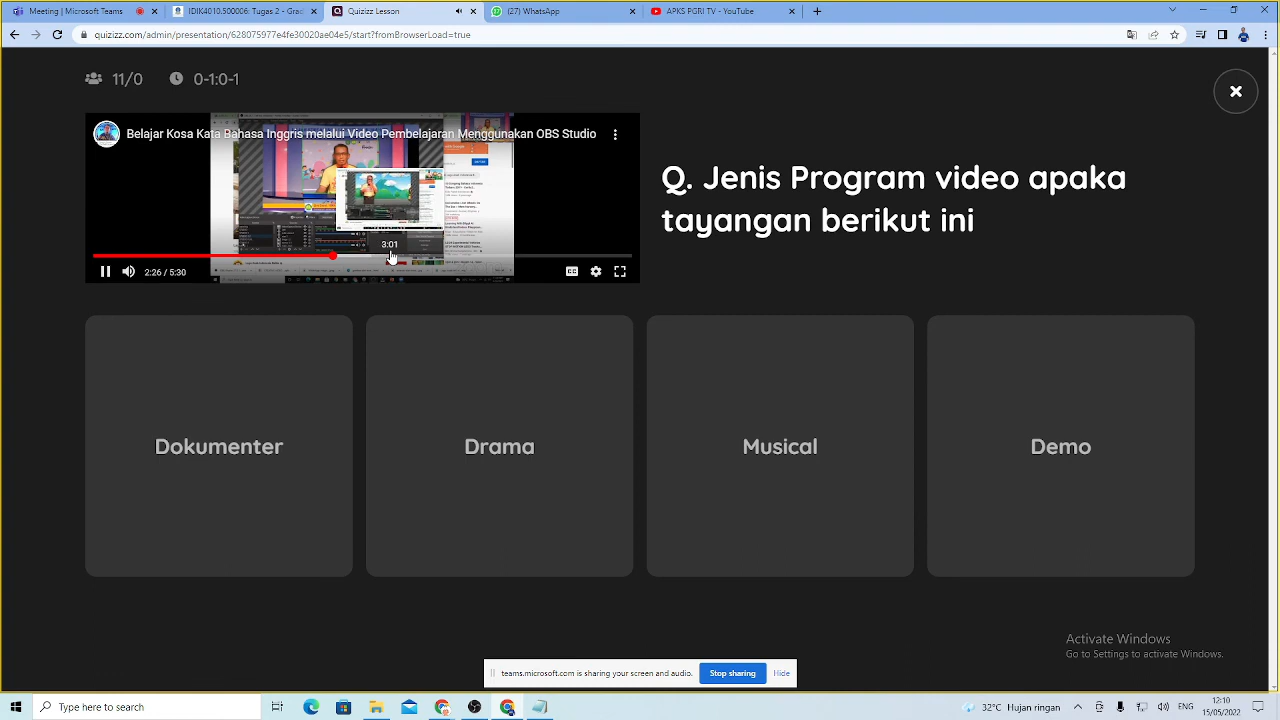 Meeting | Microsoft Teams
IDIK4010.500006: Tugas.2 - Gradi
Quizizz Lesson
(27) WhatsApp
APKS PGRI TV - YouTube
quizizz.com/admin/presentation/628075977e4fe30020ae04e5/start?fromBrowserLoad=true
11/0
0-1:0-1
Belajar Kosa Kata Bahasa Inggris melalui Video Pembelajaran Menggunakan OBS Studio
3:01
/ 5:30
CC
Q. Jenis Program video apaka
tayangan berikut ini
Dokumenter
Drama
Musical
Demo
Activate Windows
Go to Settings to activate Windows.
teams.microsoft.com is sharing your screen and audio.
Stop sharing
Hide
Type here to search
32°C Hujan ringan
ENG
12:10
15/05/2022